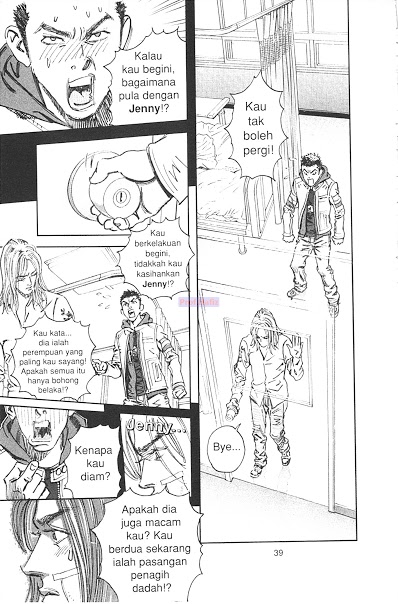 Kau
tak
boleh
pergi!
Bye...
39
Kalau
kau begini,
bagaimana
pula dengan
Jenny!?
Kau
berkelakuan
begini,
tidakkah kau
kasihankan
Jenny!?
Kau kata...
dia ialah
perempuan yang
paling kau sayang!
Apakah semua itu
hanya bohong
belaka!?
Jenny...
Kenapa
kau
diam?
Apakah dia
juga macam
kau? Kau
berdua sekarang
ialah pasangan
penagih
dadah!?